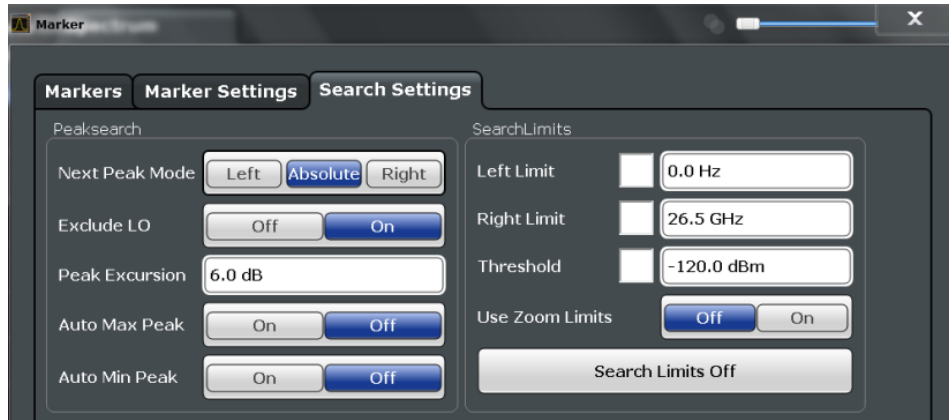 Marker
Spectrum
X
Markers
Marker Settings
Search Settings
Peaksearch
Next Peak Mode
Left
Absolute
Right
Exclude LO
Off
On
Peak Excursion
6.0 dB
Auto Max Peak
On
Off
Auto Min Peak
On
Off
SearchLimits
Left Limit
0.0 Hz
Right Limit
26.5 GHz
Threshold
-120.0 dBm
Use Zoom Limits
Off
On
Search Limits Off